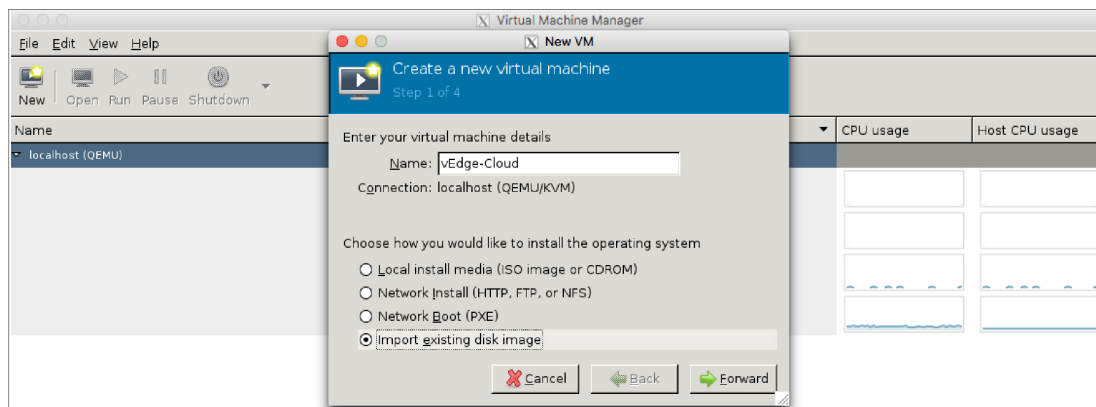 Virtual Machine Manager
File Edit View Help
New Open Run Pause Shutdown
Name
CPU usage
Host CPU usage
localhost (QEMU)
New VM
Create a new virtual machine
Step 1 of 4
Enter your virtual machine details
Name: vEdge-Cloud
Connection: localhost (QEMU/KVM)
Choose how you would like to install the operating system
Local install media (ISO image or CDROM)
Network Install (HTTP, FTP, or NFS)
Network Boot (PXE)
Import existing disk image
Cancel Back Forward